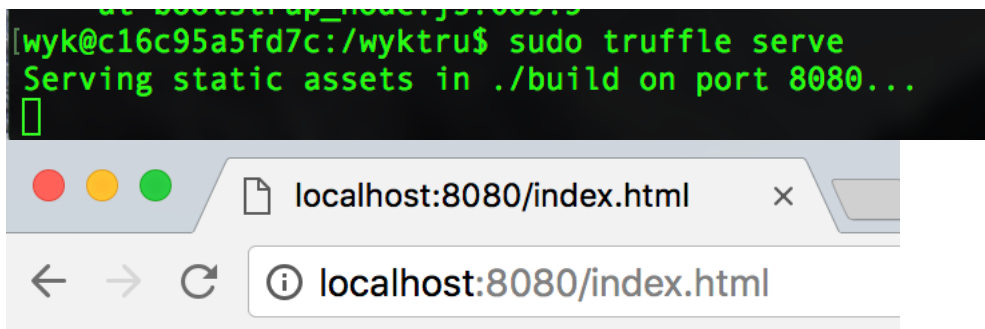 [wyk@c16c95a5fd7c:/wyktru$ sudo truffle serve
Serving static assets in ./build on port 8080...
localhost:8080/index.html
localhost:8080/index.html